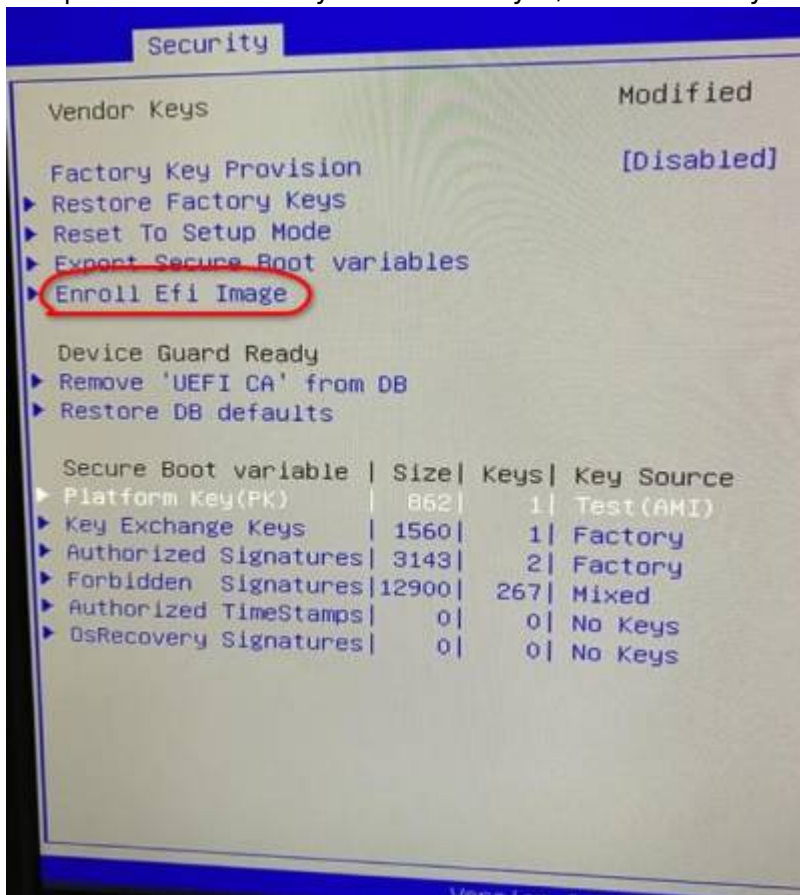 Security
Vendor Keys Modified
Factory Key Provision [Disabled]
Restore Factory Keys
Reset To Setup Mode
Export Secure Boot variables
Enroll Efi Image
Device Guard Ready
Remove 'UEFI CA' from DB
Restore DB defaults
Secure Boot variable | Size| Keys| Key Source
Platform Key(PK) | 862| 1| Test(AMI)
Key Exchange Keys | 1560| 1| Factory
Authorized Signatures| 3143| 2| Factory
Forbidden Signatures|12900| 267| Mixed
Authorized TimeStamps| 0| 0| No Keys
OsRecovery Signatures| 0| 0| No Keys